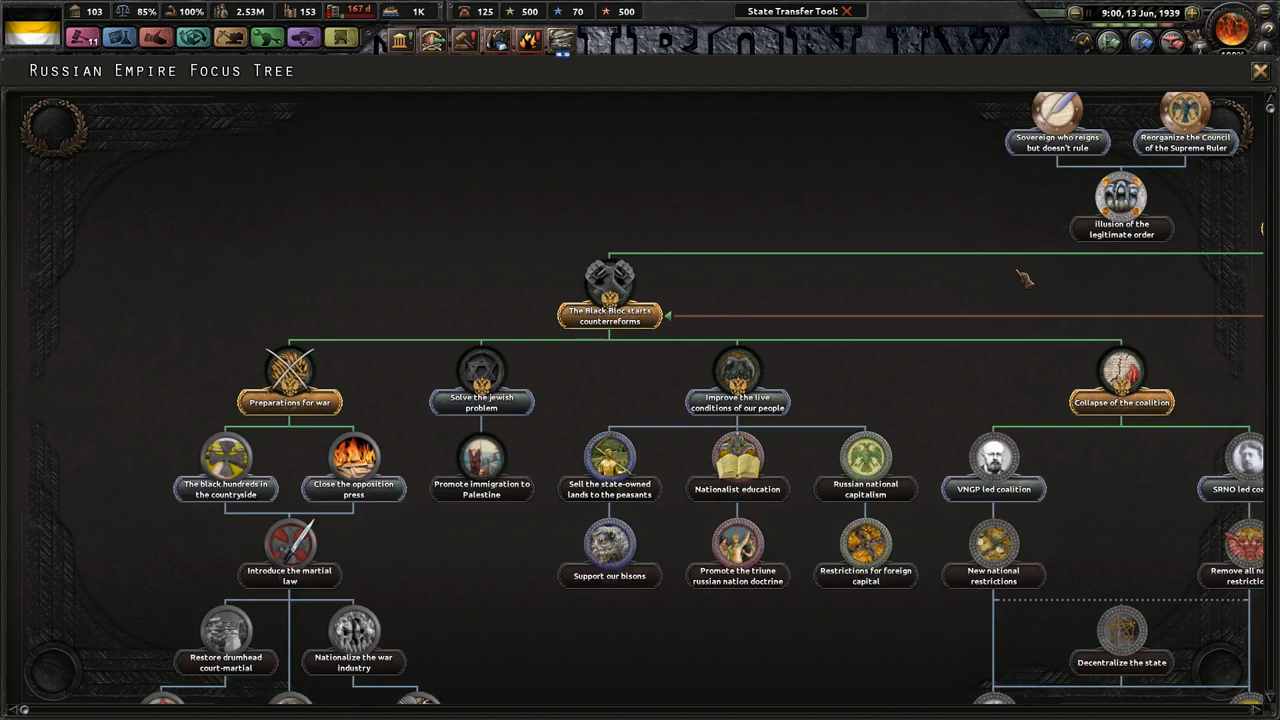 103
85%
100%
2.53M
153
167 d
1K
125
500
70
500
State Transfer Tool:
9:00, 13 Jun, 1939
11
100%
Russian Empire Focus Tree
Sovereign who reigns
but doesn't rule
Reorganize the Council
of the Supreme Ruler
illusion of the
legitimate order
The Black Bloc starts
counterreforms
Preparations for war
Solve the jewish
problem
Improve the live
conditions of our people
Collapse of the coalition
The black hundreds in
the countryside
Close the opposition
press
Promote immigration to
Palestine
Sell the state-owned
lands to the peasants
Nationalist education
Russian national
capitalism
VNGP led coalition
SRNO led coa
Introduce the martial
law
Support our bisons
Promote the triune
russian nation doctrine
Restrictions for foreign
capital
New national
restrictions
Remove all na
restrictio
Restore drumhead
court-martial
Nationalize the war
industry
Decentralize the state